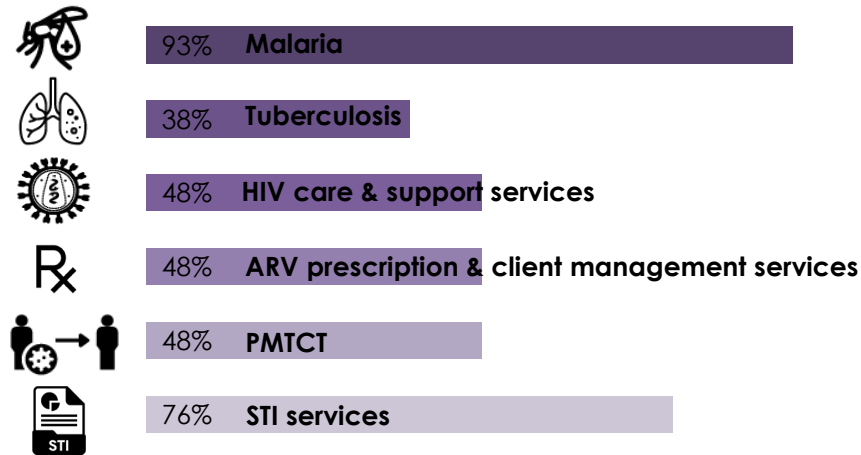 93% Malaria
38% Tuberculosis
48% HIV care & support services
℞
48% ARV prescription & client management services
48% PMTCT
76% STI services
STI